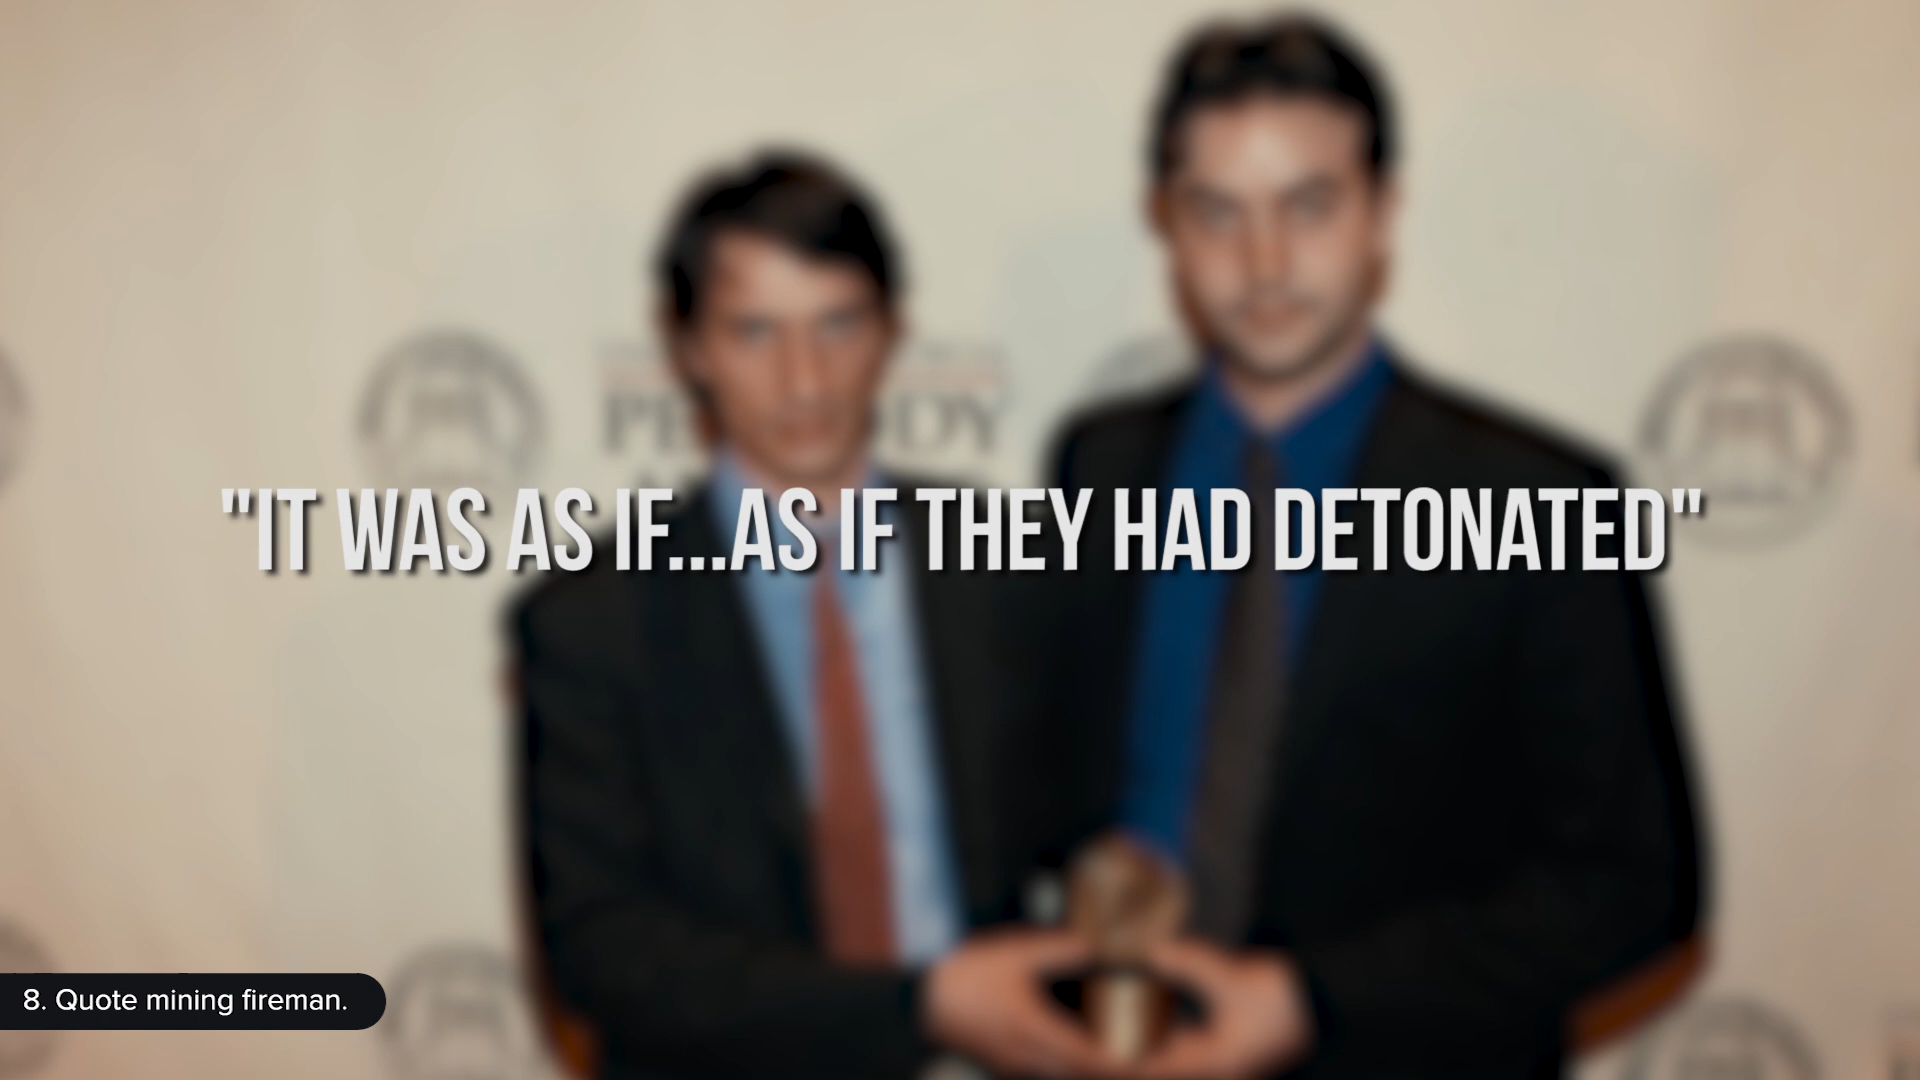 "IT WAS AS IF...AS IF THEY HAD DETONATED"
8. Quote mining fireman.